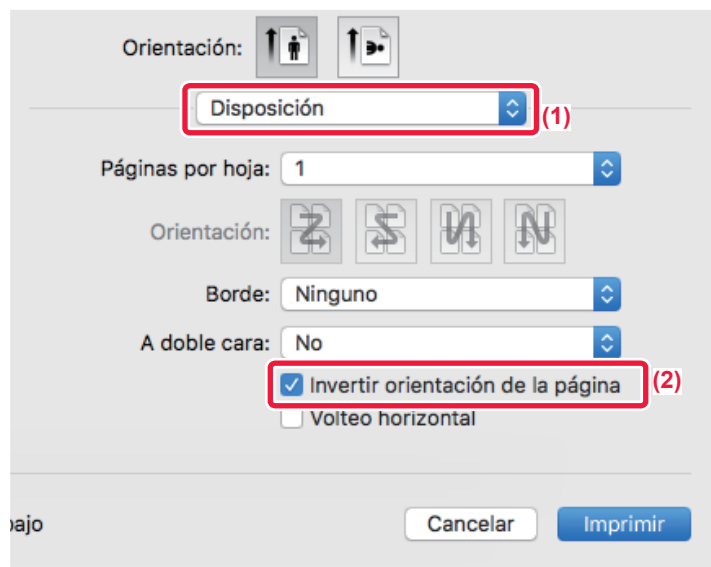 Orientación:
Disposición
(1)
Páginas por hoja: 1
Orientación:
Borde: Ninguno
A doble cara: No
Invertir orientación de la página
(2)
Volteo horizontal
bajo
Cancelar
Imprimir